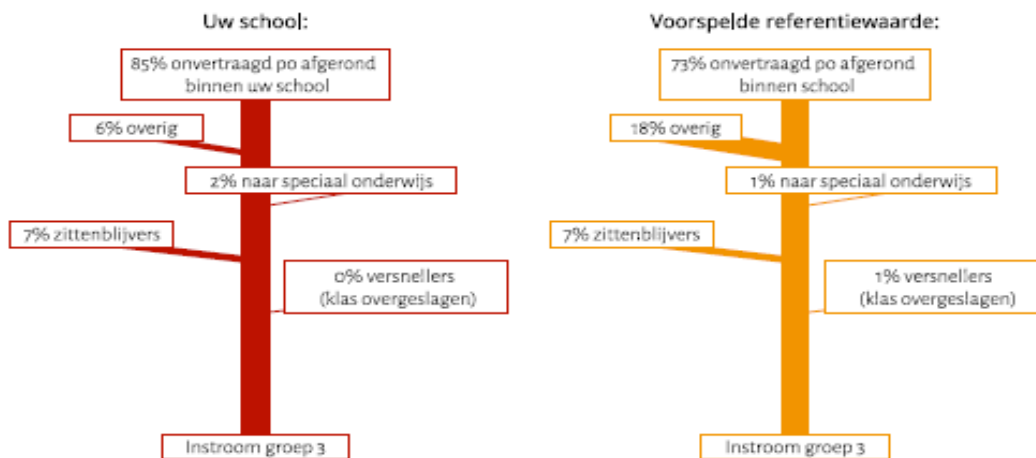 Uw school:
85% onvertraagd po afgerond
binnen uw school
6% overig
2% naar speciaal onderwijs
7% zittenblijvers
0% versnellers
(klas overgeslagen)
Instroom groep 3
Voorspelde referentiewaarde:
73% onvertraagd po afgerond
binnen school
18% overig
1% naar speciaal onderwijs
7% zittenblijvers
1% versnellers
(klas overgeslagen)
Instroom groep 3